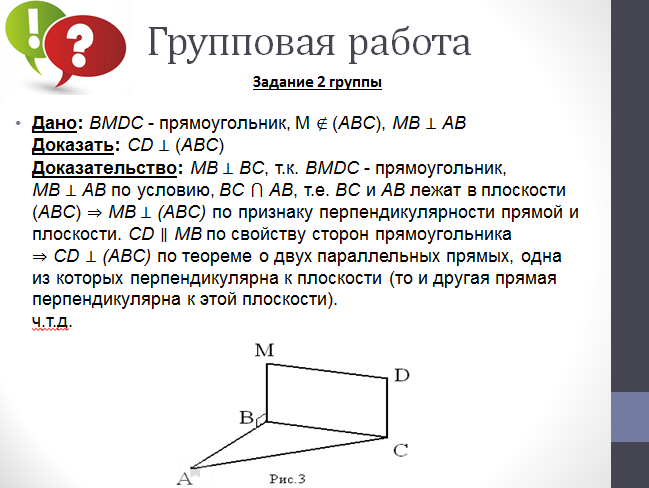 Групповая работа
Задание 2 группы
• Дано: BMDC - прямоугольник, M ∉ (ABC), MB ⊥ AB
Доказать: CD ⊥ (ABC)
Доказательство: MB ⊥ BC, т.к. BMDC - прямоугольник,
MB ⊥ AB по условию, BC ⋂ AB, т.е. BC и AB лежат в плоскости
(ABC) ⇒ MB ⊥ (ABC) по признаку перпендикулярности прямой и
плоскости. CD ∥ MB по свойству сторон прямоугольника
⇒ CD ⊥ (ABC) по теореме о двух параллельных прямых, одна
из которых перпендикулярна к плоскости (то и другая прямая
перпендикулярна к этой плоскости).
ч.т.д.
M
D
B
C
A
Рис.3